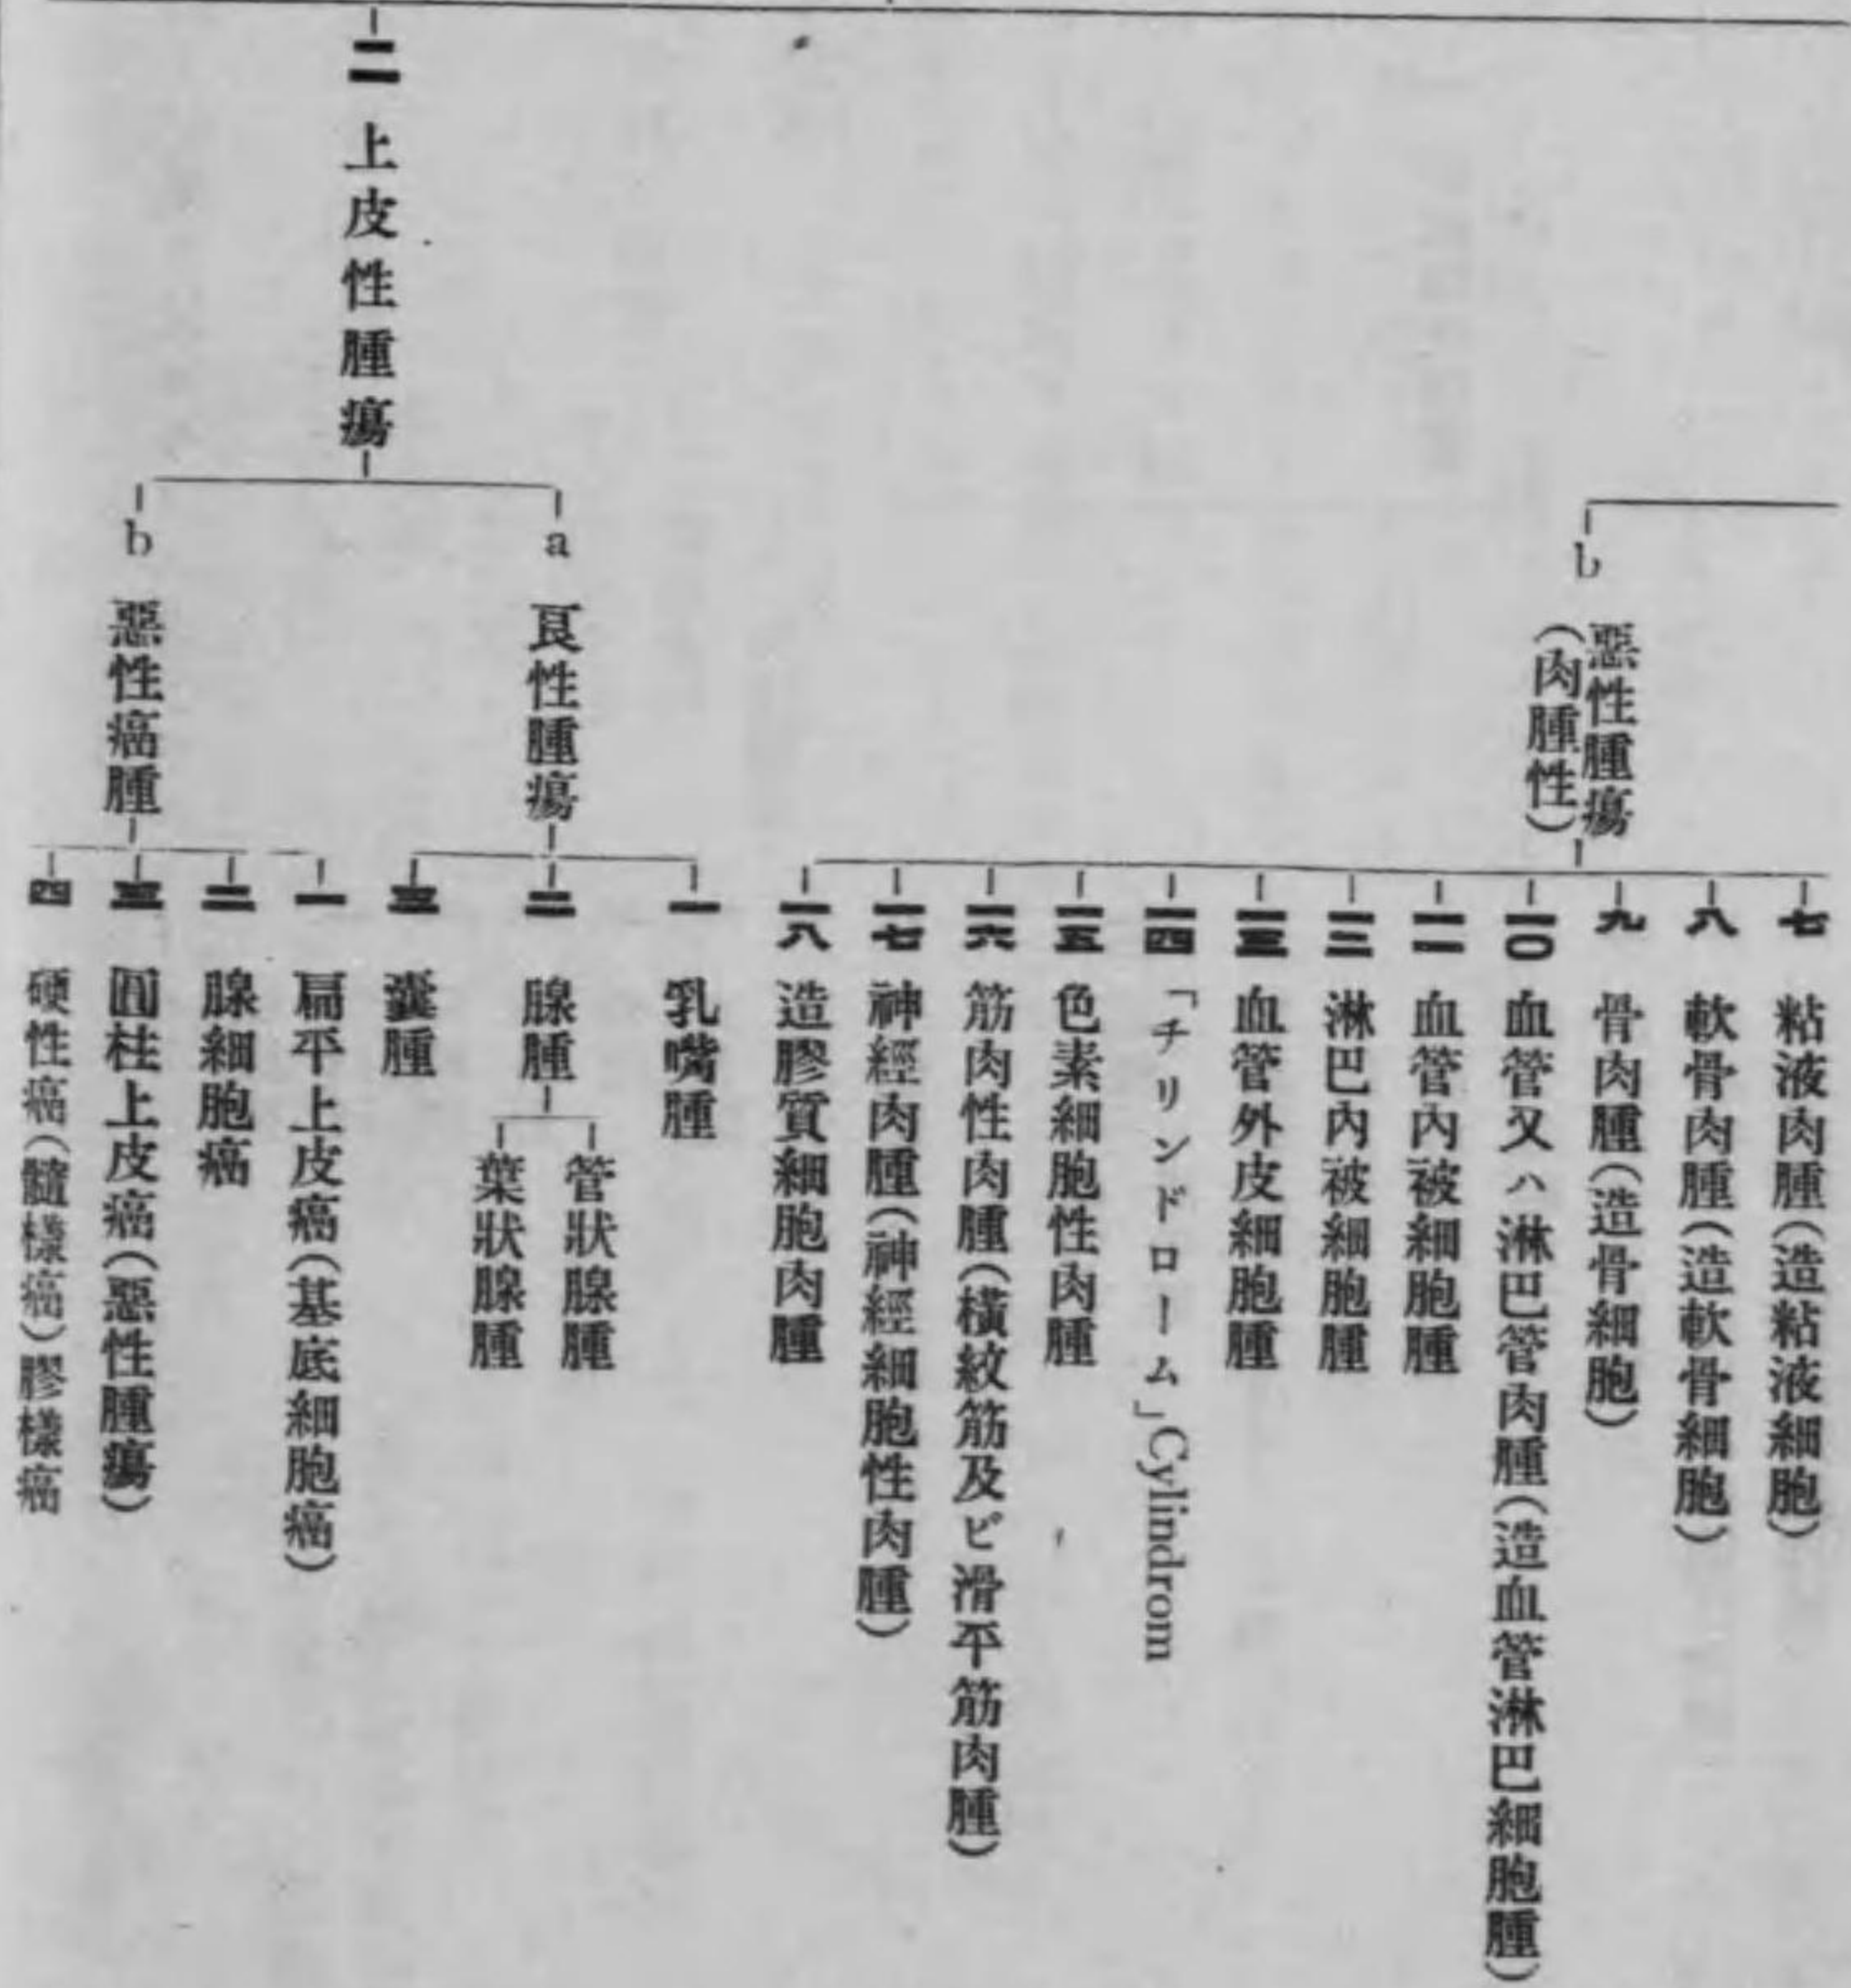 b 惡性腫瘍
(肉腫性)
七 粘液肉腫(造粘液細胞)
八 軟骨肉腫(造軟骨細胞)
九 骨肉腫(造骨細胞)
一〇 血管又ハ淋巴管肉腫(造血管淋巴細胞腫)
一一 血管內被細胞腫
一二 淋巴內被細胞腫
一三 血管外皮細胞腫
一四 「チリンドローム」Cylindrom
一五 色素細胞性肉腫
一六 筋肉性肉腫(橫紋筋及ビ滑平筋肉腫)
一七 神經肉腫(神經細胞性肉腫)
一八 造膠質細胞肉腫
二 上皮性腫瘍
a 良性腫瘍
一 乳嘴腫
二 腺腫
管狀腺腫
葉狀腺腫
三 囊腫
b 惡性癌腫
一 扁平上皮癌(基底細胞癌)
二 腺細胞癌
三 圓柱上皮癌(惡性腫瘍)
四 硬性癌(髓樣癌)膠樣癌